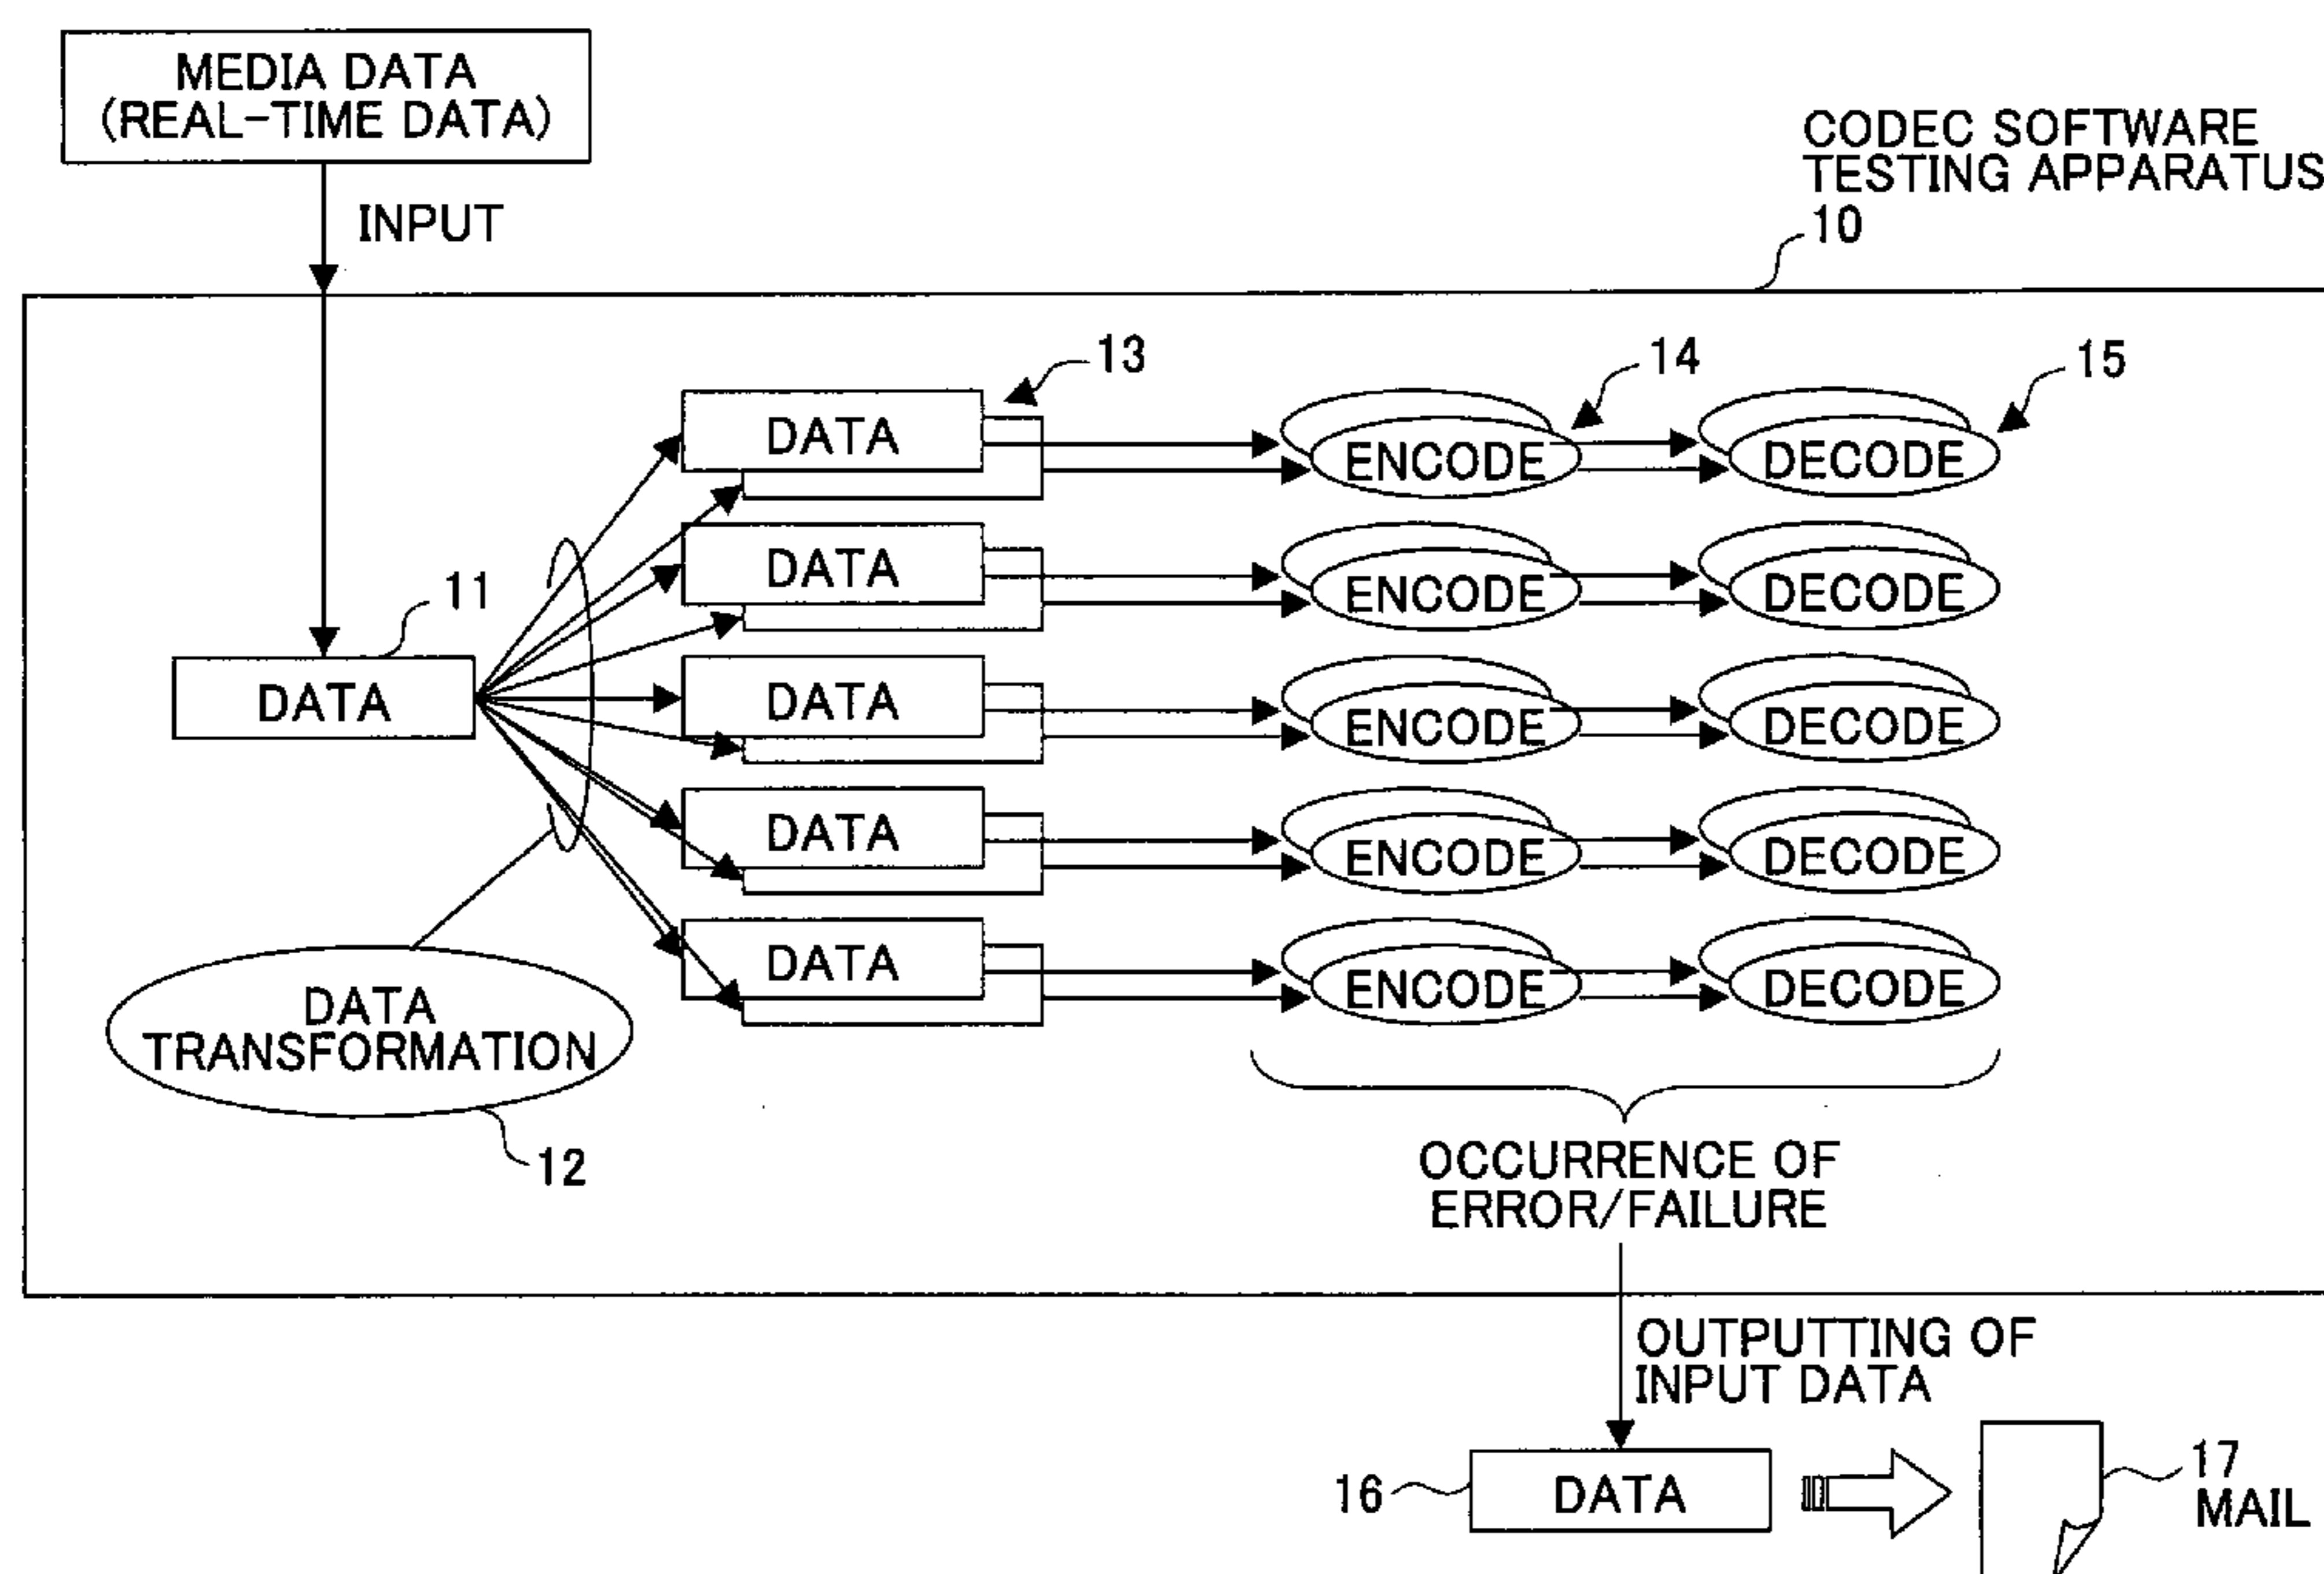 MEDIA DATA
(REAL-TIME DATA)
CODEC SOFTWARE
TESTING APPARATUS
10
INPUT
13
14
15
DATA
ENCODE
DECODE
DATA
ENCODE
DECODE
11
DATA
DATA
ENCODE
DECODE
DATA
ENCODE
DECODE
DATA
ENCODE
DECODE
DATA
TRANSFORMATION
12
OCCURRENCE OF
ERROR/FAILURE
OUTPUTTING OF
INPUT DATA
16
DATA
17
MAIL